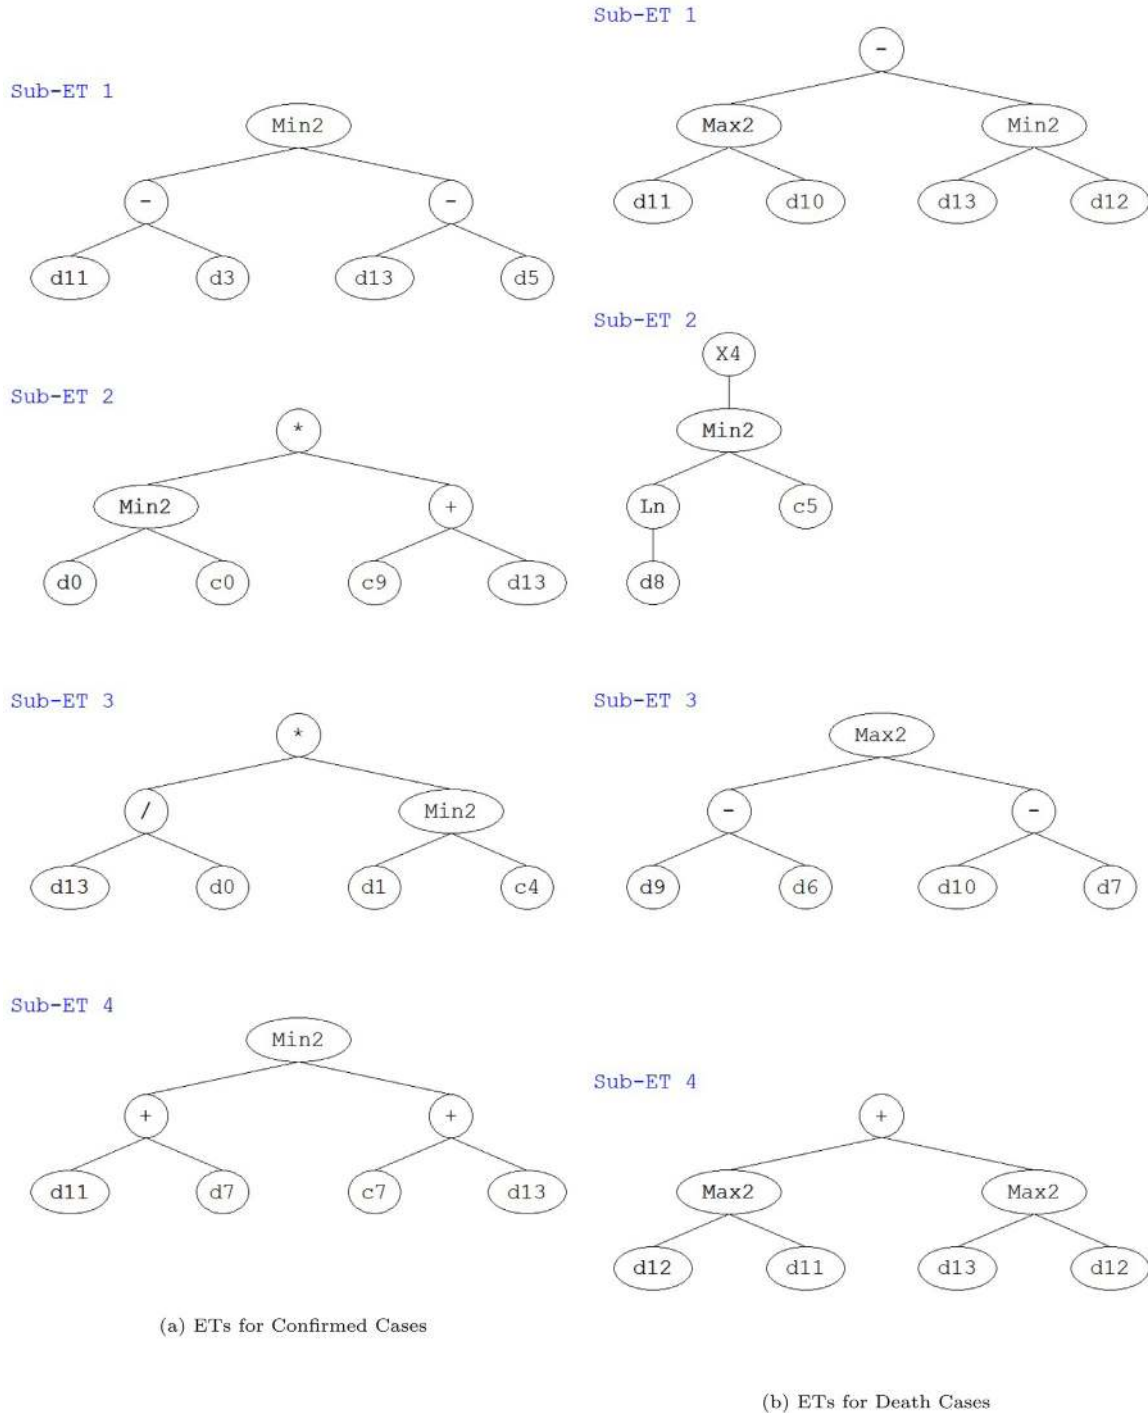 Sub-ET 1
Min2
- -
d11 d3 d13 d5
Sub-ET 2
*
Min2 +
d0 c0 c9 d13
Sub-ET 3
*
/ Min2
d13 d0 d1 c4
Sub-ET 4
Min2
+ +
d11 d7 c7 d13
(a) ETs for Confirmed Cases
Sub-ET 1
-
Max2 Min2
d11 d10 d13 d12
Sub-ET 2
X4
Min2
Ln c5
d8
Sub-ET 3
Max2
- -
d9 d6 d10 d7
Sub-ET 4
+
Max2 Max2
d12 d11 d13 d12
(b) ETs for Death Cases